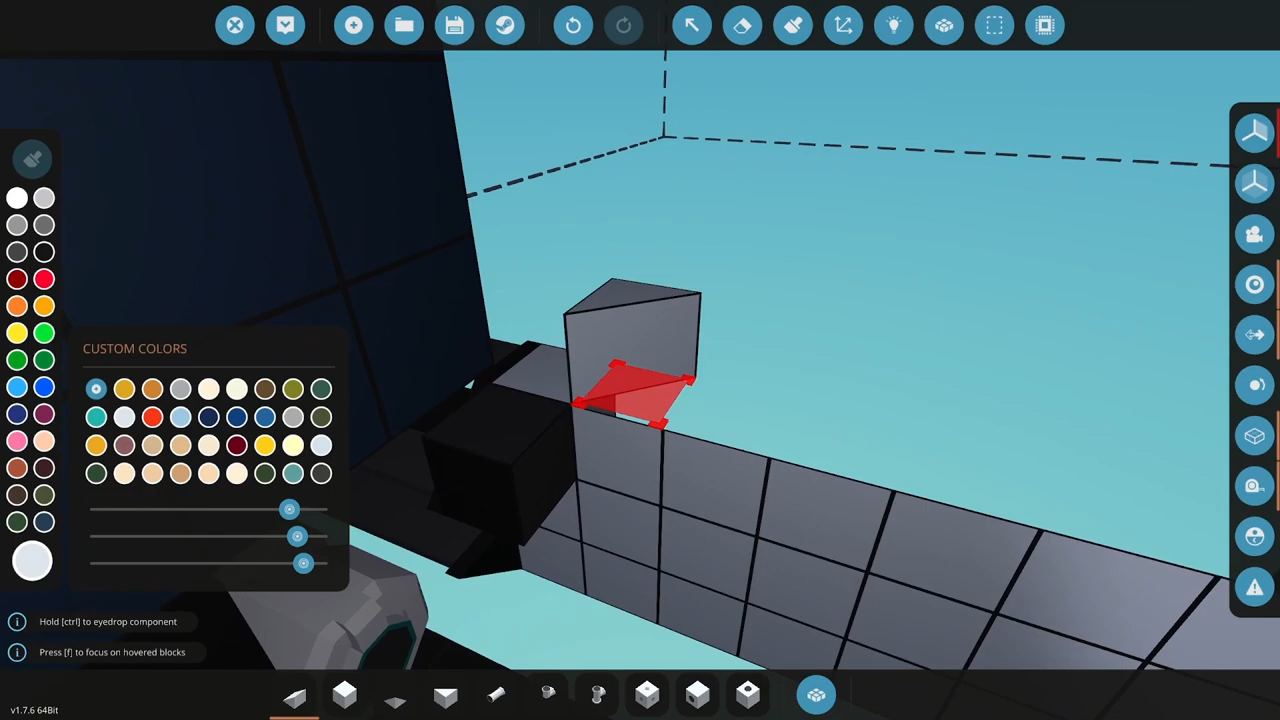 CUSTOM COLORS
Hold [ctrl] to eyedrop component
Press [f] to focus on hovered blocks
v1.7.6 64Bit